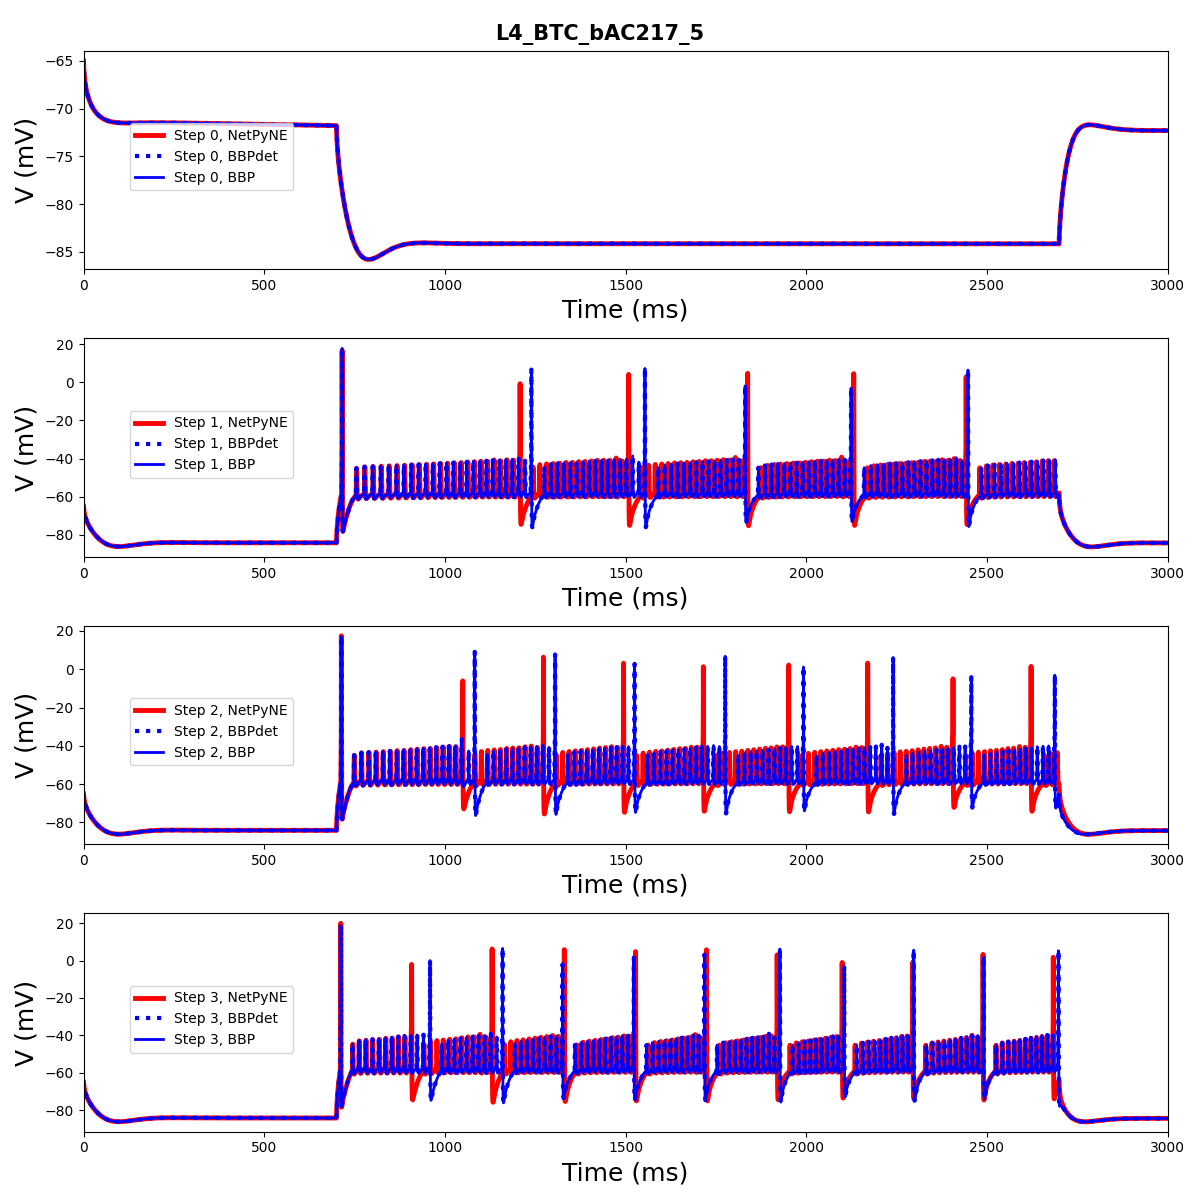 L4_BTC_bAC217_5
−65
−70
−75
−80
−85
V (mV)
Step 0, NetPyNE
Step 0, BBPdet
Step 0, BBP
0 500 1000 1500 2000 2500 3000
Time (ms)
20
0
−20
−40
−60
−80
V (mV)
Step 1, NetPyNE
Step 1, BBPdet
Step 1, BBP
0 500 1000 1500 2000 2500 3000
Time (ms)
20
0
−20
−40
−60
−80
V (mV)
Step 2, NetPyNE
Step 2, BBPdet
Step 2, BBP
0 500 1000 1500 2000 2500 3000
Time (ms)
20
0
−20
−40
−60
−80
V (mV)
Step 3, NetPyNE
Step 3, BBPdet
Step 3, BBP
0 500 1000 1500 2000 2500 3000
Time (ms)